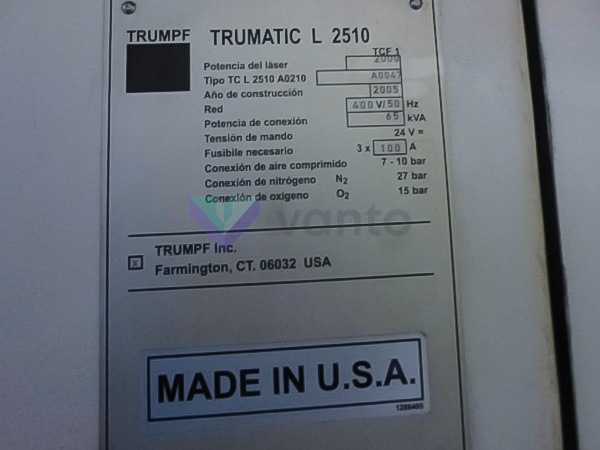 TRUMPF TRUMATIC L 2510
TCF 1
Potencia del láser 2000
Tipo TC L 2510 A0210 A0047
Año de construcción 2005
Red 400 V/50 Hz
Potencia de conexión 65 kVA
Tensión de mando 24 V =
Fusibile necesario 3 x 100 A
Conexión de aire comprimido 7 - 10 bar
Conexión de nitrógeno N2 27 bar
Conexión de oxigeno O2 15 bar
vanto
x TRUMPF Inc.
Farmington, CT. 06032 USA
MADE IN U.S.A.